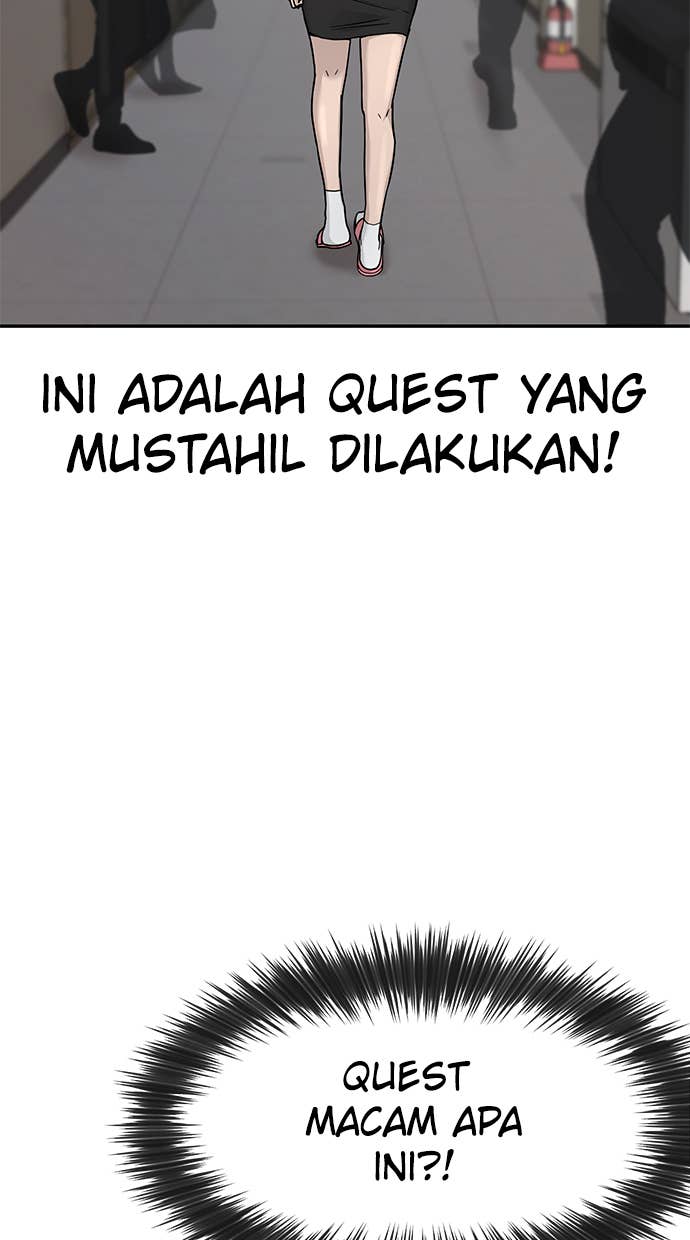 INI ADALAH QUEST YANG
MUSTAHIL DILAKUKAN!
QUEST
MACAM APA
INI?!